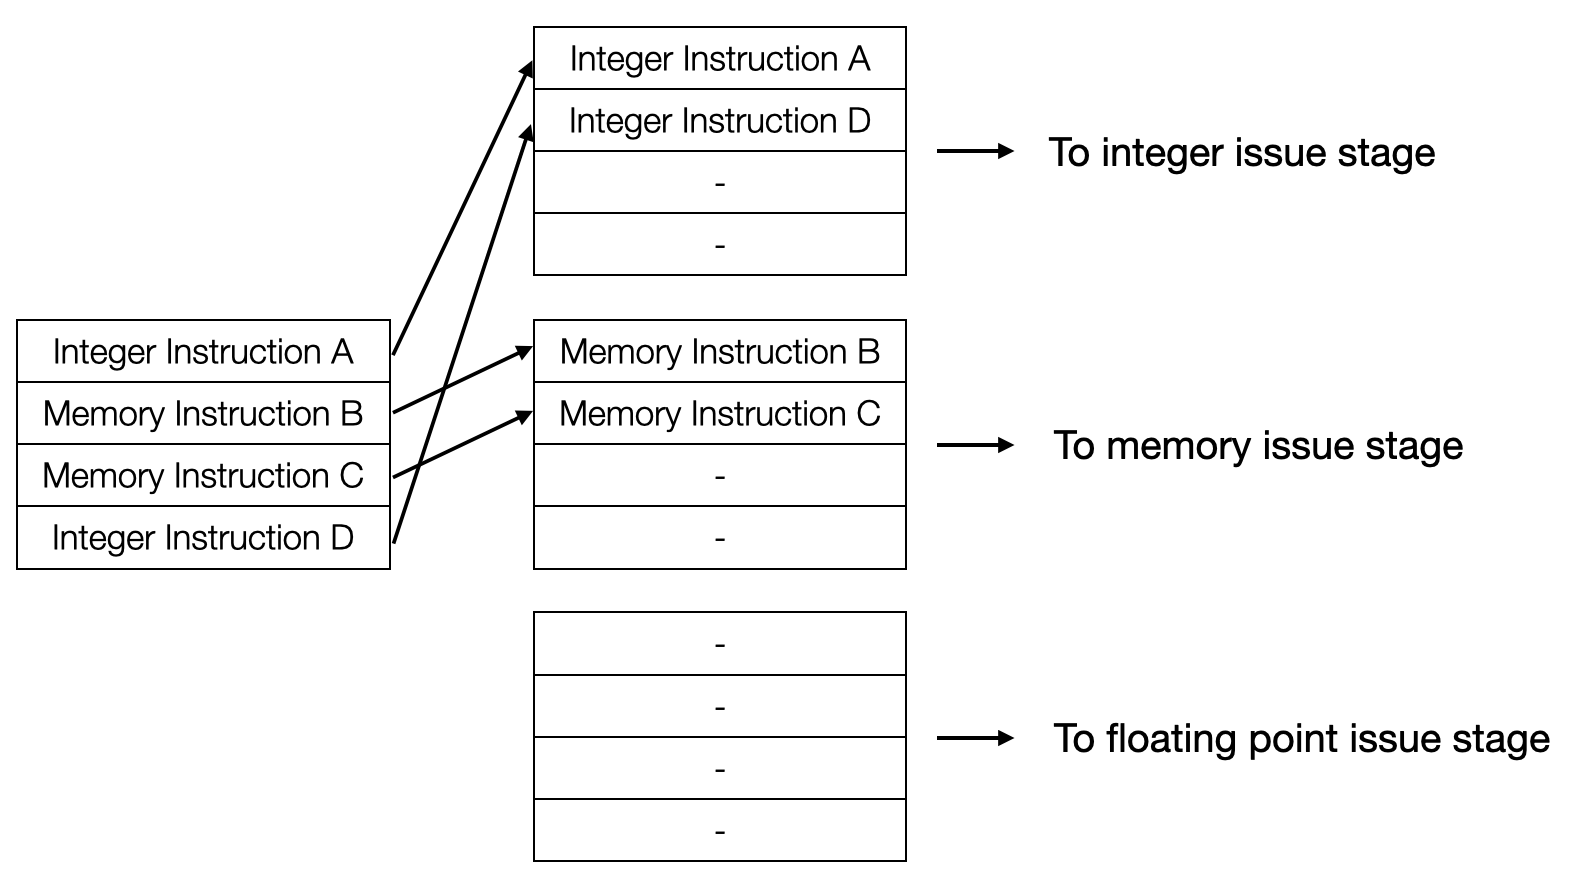 Integer Instruction A
Memory Instruction B
Memory Instruction C
Integer Instruction D
Integer Instruction A
Integer Instruction D
-
-
To integer issue stage
Memory Instruction B
Memory Instruction C
-
-
To memory issue stage
-
-
-
-
To floating point issue stage